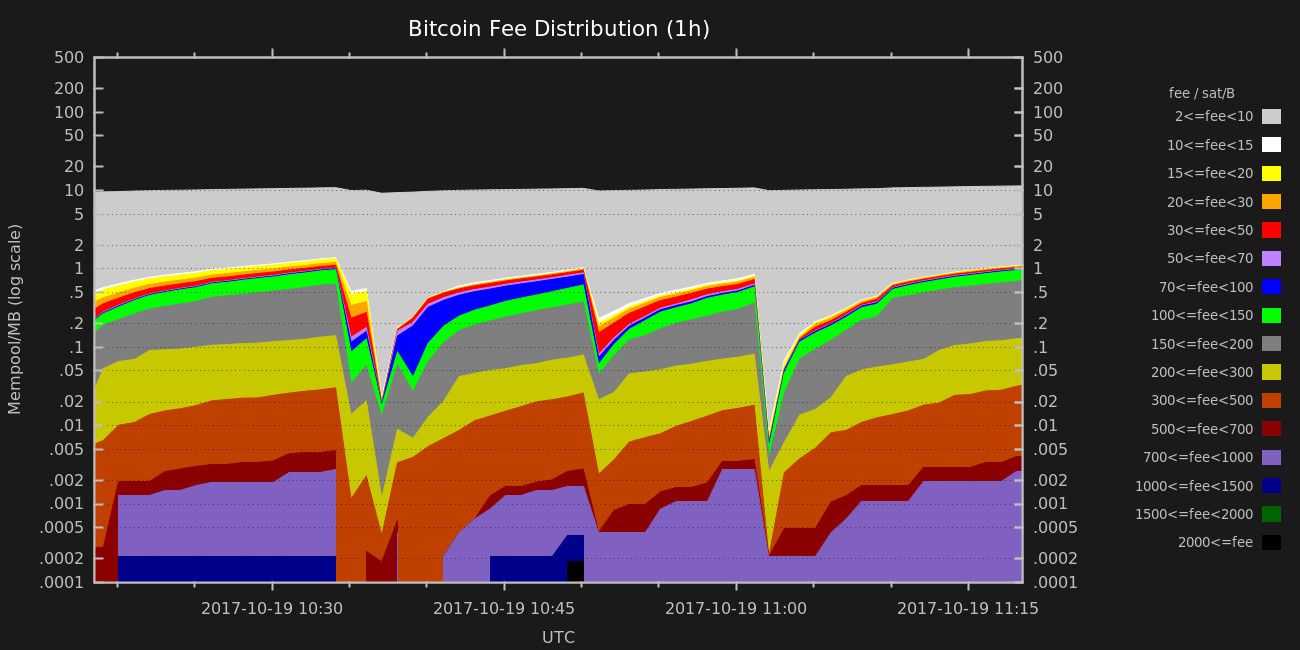 Bitcoin Fee Distribution (1h)
Mempool/MB (log scale)
500
200
100
50
20
10
5
2
1
.5
.2
.1
.05
.02
.01
.005
.002
.001
.0005
.0002
.0001
500
200
100
50
20
10
5
2
1
.5
.2
.1
.05
.02
.01
.005
.002
.001
.0005
.0002
.0001
2017-10-19 10:30
2017-10-19 10:45
2017-10-19 11:00
2017-10-19 11:15
UTC
fee / sat/B
2<=fee<10
10<=fee<15
15<=fee<20
20<=fee<30
30<=fee<50
50<=fee<70
70<=fee<100
100<=fee<150
150<=fee<200
200<=fee<300
300<=fee<500
500<=fee<700
700<=fee<1000
1000<=fee<1500
1500<=fee<2000
2000<=fee